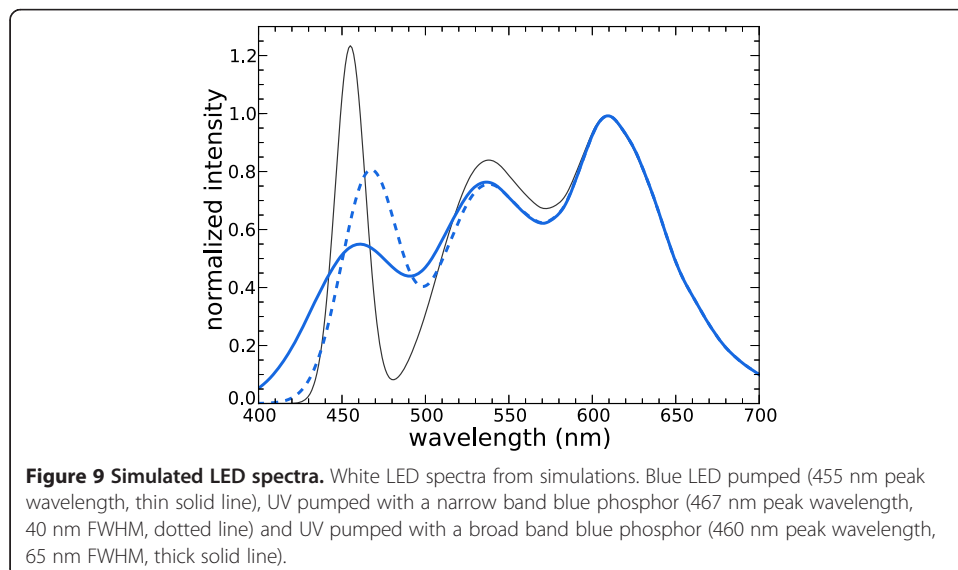 1.2
1.0
0.8
0.6
0.4
0.2
0.0
normalized intensity
400 450 500 550 600 650 700
wavelength (nm)
Figure 9 Simulated LED spectra. White LED spectra from simulations. Blue LED pumped (455 nm peak
wavelength, thin solid line), UV pumped with a narrow band blue phosphor (467 nm peak wavelength,
40 nm FWHM, dotted line) and UV pumped with a broad band blue phosphor (460 nm peak wavelength,
65 nm FWHM, thick solid line).